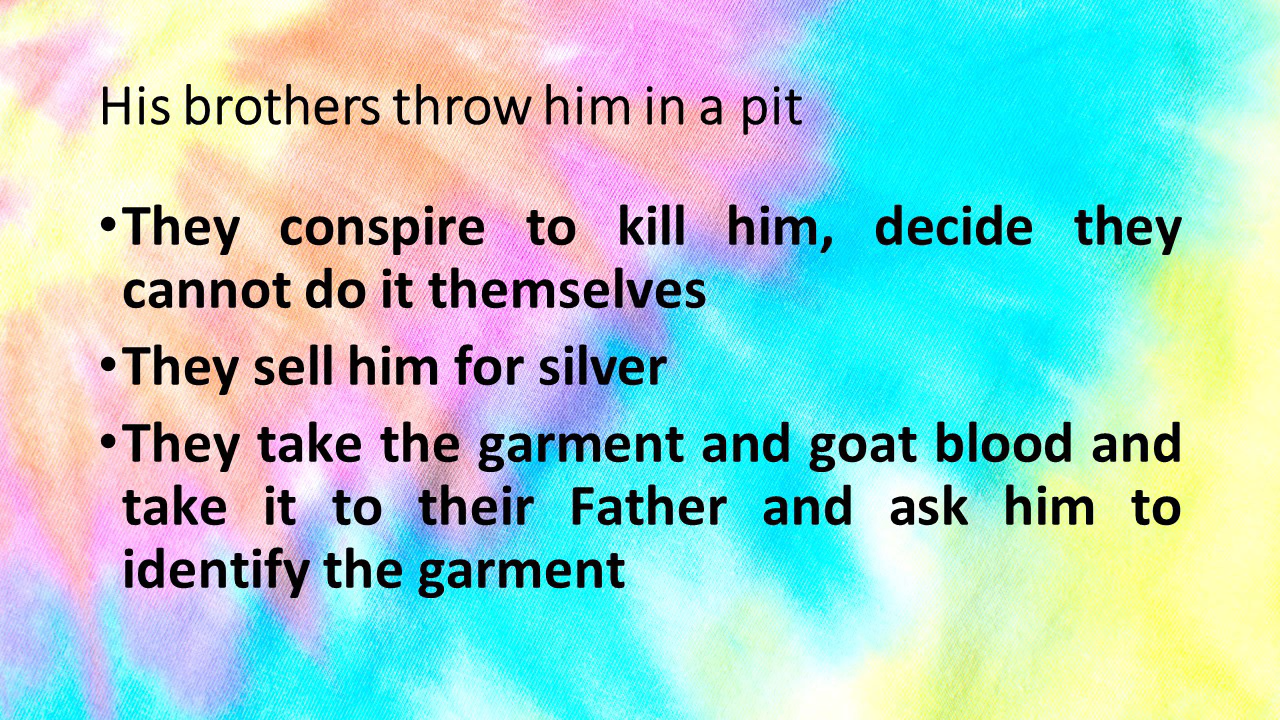 His brothers throw him in a pit
•They conspire to kill him, decide they
cannot do it themselves
•They sell him for silver
•They take the garment and goat blood and
take it to their Father and ask him to
identify the garment